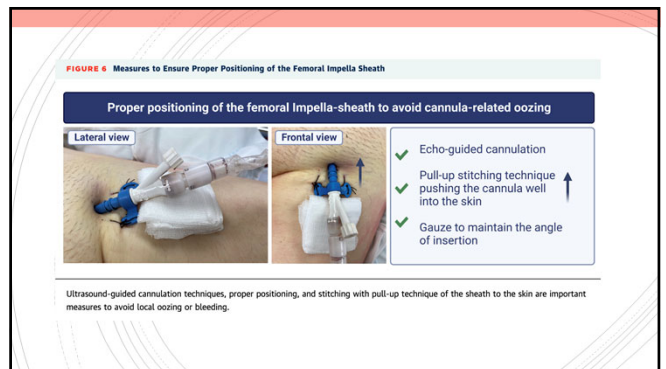 FIGURE 6 Measures to Ensure Proper Positioning of the Femoral Impella Sheath
Proper positioning of the femoral Impella-sheath to avoid cannula-related oozing
Lateral view
Frontal view
Echo-guided cannulation
Pull-up stitching technique
pushing the cannula well
into the skin
Gauze to maintain the angle
of insertion
Ultrasound-guided cannulation techniques, proper positioning, and stitching with pull-up technique of the sheath to the skin are important
measures to avoid local oozing or bleeding.